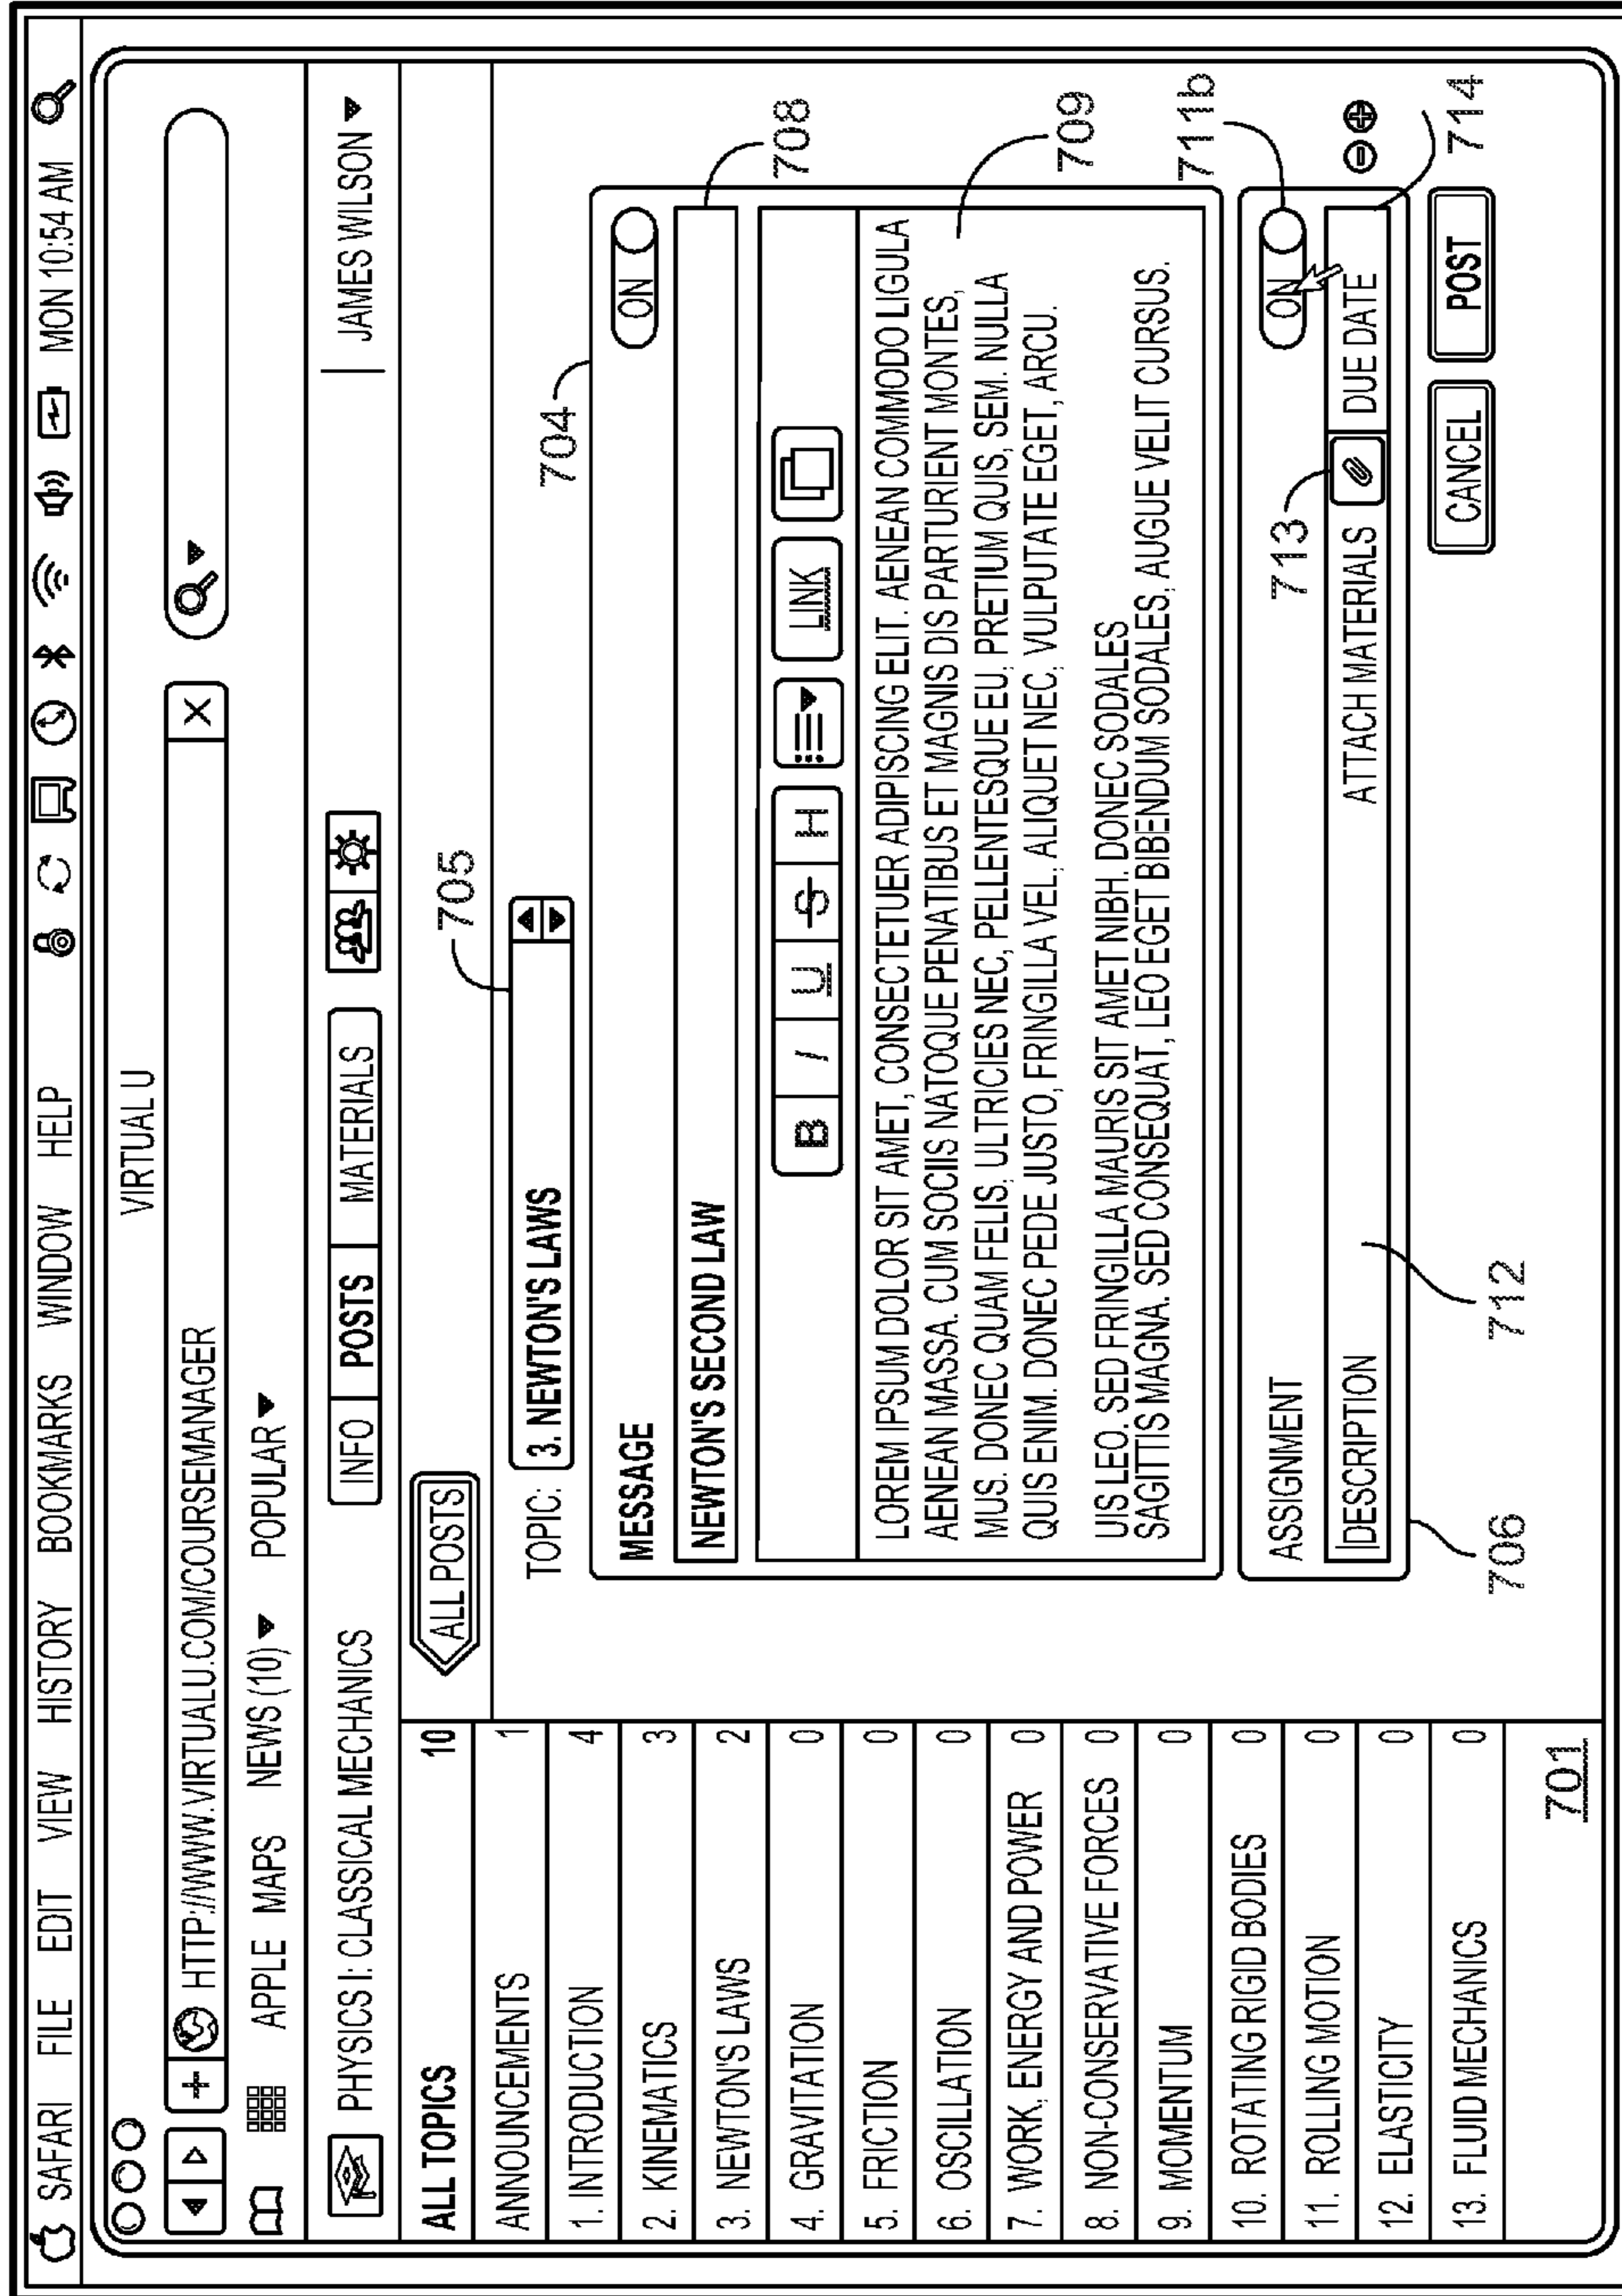 SAFARI FILE EDIT VIEW HISTORY BOOKMARKS WINDOW HELP MON 10:54 AM
VIRTUAL U
+ HTTP://WWW.VIRTUALU.COM/COURSEMANAGER X
APPLE MAPS NEWS (10) POPULAR
PHYSICS I: CLASSICAL MECHANICS INFO POSTS MATERIALS JAMES WILSON
ALL TOPICS 10
ANNOUNCEMENTS 1
1. INTRODUCTION 4
2. KINEMATICS 3
3. NEWTON'S LAWS 2
4. GRAVITATION 0
5. FRICTION 0
6. OSCILLATION 0
7. WORK, ENERGY AND POWER 0
8. NON-CONSERVATIVE FORCES 0
9. MOMENTUM 0
10. ROTATING RIGID BODIES 0
11. ROLLING MOTION 0
12. ELASTICITY 0
13. FLUID MECHANICS 0
701
ALL POSTS
705
TOPIC: 3. NEWTON'S LAWS
704
MESSAGE ON
NEWTON'S SECOND LAW
708
B I U S H LINK
LOREM IPSUM DOLOR SIT AMET, CONSECTETUER ADIPISCING ELIT. AENEAN COMMODO LIGULA
AENEAN MASSA. CUM SOCIIS NATOQUE PENATIBUS ET MAGNIS DIS PARTURIENT MONTES,
MUS. DONEC QUAM FELIS, ULTRICIES NEC, PELLENTESQUE EU, PRETIUM QUIS, SEM. NULLA
QUIS ENIM. DONEC PEDE JUSTO, FRINGILLA VEL, ALIQUET NEC, VULPUTATE EGET, ARCU.
UIS LEO. SED FRINGILLA MAURIS SIT AMET NIBH. DONEC SODALES
SAGITTIS MAGNA. SED CONSEQUAT, LEO EGET BIBENDUM SODALES, AUGUE VELIT CURSUS.
709
711b
713
ASSIGNMENT ON
DESCRIPTION ATTACH MATERIALS DUE DATE
706
712
714
CANCEL POST